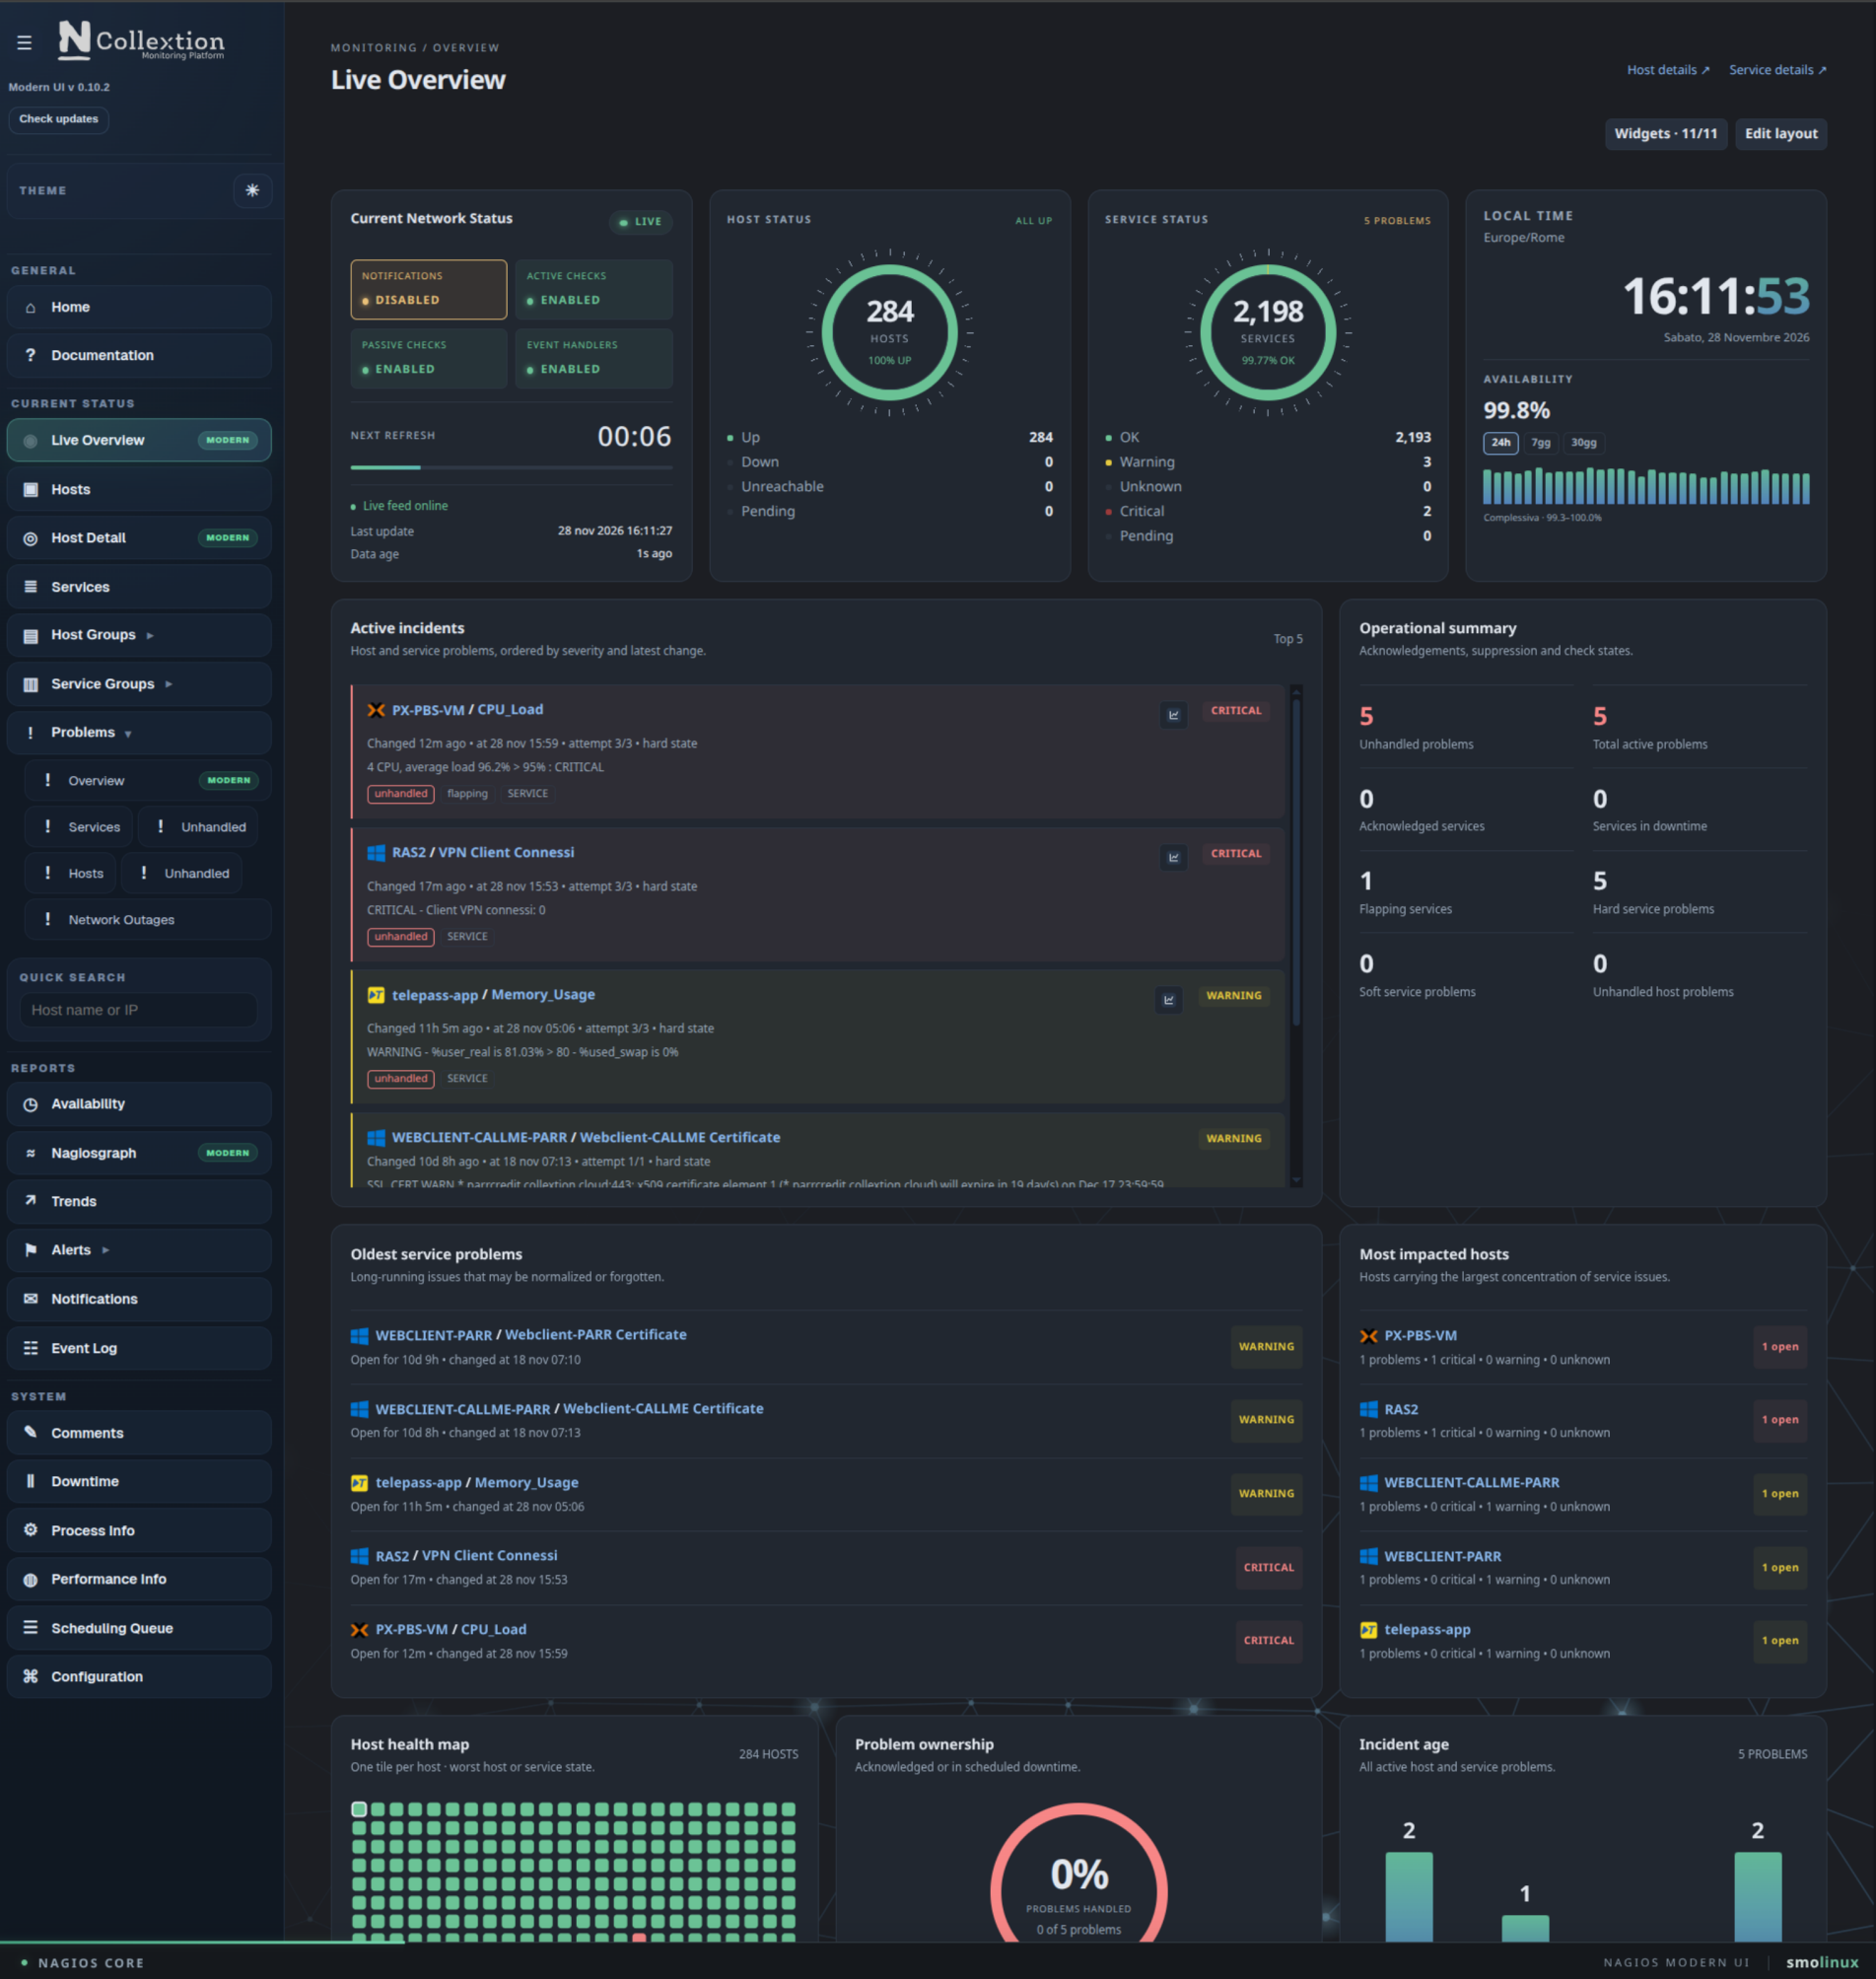 ☰ N Collextion
Monitoring Platform
Modern UI v 0.10.2
Check updates
THEME
GENERAL
Home
? Documentation
CURRENT STATUS
Live Overview MODERN
Hosts
Host Detail MODERN
Services
Host Groups ▸
Service Groups ▸
! Problems ▾
! Overview MODERN
! Services ! Unhandled
! Hosts ! Unhandled
! Network Outages
QUICK SEARCH
Host name or IP
REPORTS
Availability
Nagiosgraph MODERN
Trends
Alerts ▸
Notifications
Event Log
SYSTEM
Comments
Downtime
Process Info
Performance Info
Scheduling Queue
Configuration
MONITORING / OVERVIEW
Live Overview
Host details ↗ Service details ↗
Widgets · 11/11 Edit layout
Current Network Status LIVE
NOTIFICATIONS
DISABLED
ACTIVE CHECKS
ENABLED
PASSIVE CHECKS
ENABLED
EVENT HANDLERS
ENABLED
NEXT REFRESH 00:06
Live feed online
Last update 28 nov 2026 16:11:27
Data age 1s ago
HOST STATUS ALL UP
284
HOSTS
100% UP
Up 284
Down 0
Unreachable 0
Pending 0
SERVICE STATUS 5 PROBLEMS
2,198
SERVICES
99.77% OK
OK 2,193
Warning 3
Unknown 0
Critical 2
Pending 0
LOCAL TIME
Europe/Rome
16:11:53
Sabato, 28 Novembre 2026
AVAILABILITY
99.8%
24h 7gg 30gg
Complessiva · 99.3–100.0%
Active incidents
Host and service problems, ordered by severity and latest change.
Top 5
PX-PBS-VM / CPU_Load CRITICAL
Changed 12m ago • at 28 nov 15:59 • attempt 3/3 • hard state
4 CPU, average load 96.2% > 95% : CRITICAL
unhandled flapping SERVICE
RAS2 / VPN Client Connessi CRITICAL
Changed 17m ago • at 28 nov 15:53 • attempt 3/3 • hard state
CRITICAL - Client VPN connessi: 0
unhandled SERVICE
telepass-app / Memory_Usage WARNING
Changed 11h 5m ago • at 28 nov 05:06 • attempt 3/3 • hard state
WARNING - %user_real is 81.03% > 80 - %used_swap is 0%
unhandled SERVICE
WEBCLIENT-CALLME-PARR / Webclient-CALLME Certificate WARNING
Changed 10d 8h ago • at 18 nov 07:13 • attempt 1/1 • hard state
SSL_CERT WARN *.parrcredit.collextion.cloud:443: x509 certificate element 1 (*.parrcredit.collextion.cloud) will expire in 19 day(s) on Dec 17 23:59:59
Operational summary
Acknowledgements, suppression and check states.
5
Unhandled problems
5
Total active problems
0
Acknowledged services
0
Services in downtime
1
Flapping services
5
Hard service problems
0
Soft service problems
0
Unhandled host problems
Oldest service problems
Long-running issues that may be normalized or forgotten.
WEBCLIENT-PARR / Webclient-PARR Certificate
Open for 10d 9h • changed at 18 nov 07:10
WARNING
WEBCLIENT-CALLME-PARR / Webclient-CALLME Certificate
Open for 10d 8h • changed at 18 nov 07:13
WARNING
telepass-app / Memory_Usage
Open for 11h 5m • changed at 28 nov 05:06
WARNING
RAS2 / VPN Client Connessi
Open for 17m • changed at 28 nov 15:53
CRITICAL
PX-PBS-VM / CPU_Load
Open for 12m • changed at 28 nov 15:59
CRITICAL
Most impacted hosts
Hosts carrying the largest concentration of service issues.
PX-PBS-VM
1 problems • 1 critical • 0 warning • 0 unknown
1 open
RAS2
1 problems • 1 critical • 0 warning • 0 unknown
1 open
WEBCLIENT-CALLME-PARR
1 problems • 0 critical • 1 warning • 0 unknown
1 open
WEBCLIENT-PARR
1 problems • 0 critical • 1 warning • 0 unknown
1 open
telepass-app
1 problems • 0 critical • 1 warning • 0 unknown
1 open
Host health map
One tile per host · worst host or service state.
284 HOSTS
Problem ownership
Acknowledged or in scheduled downtime.
0%
PROBLEMS HANDLED
0 of 5 problems
Incident age
All active host and service problems.
5 PROBLEMS
2
1
2
NAGIOS CORE
NAGIOS MODERN UI | smolinux